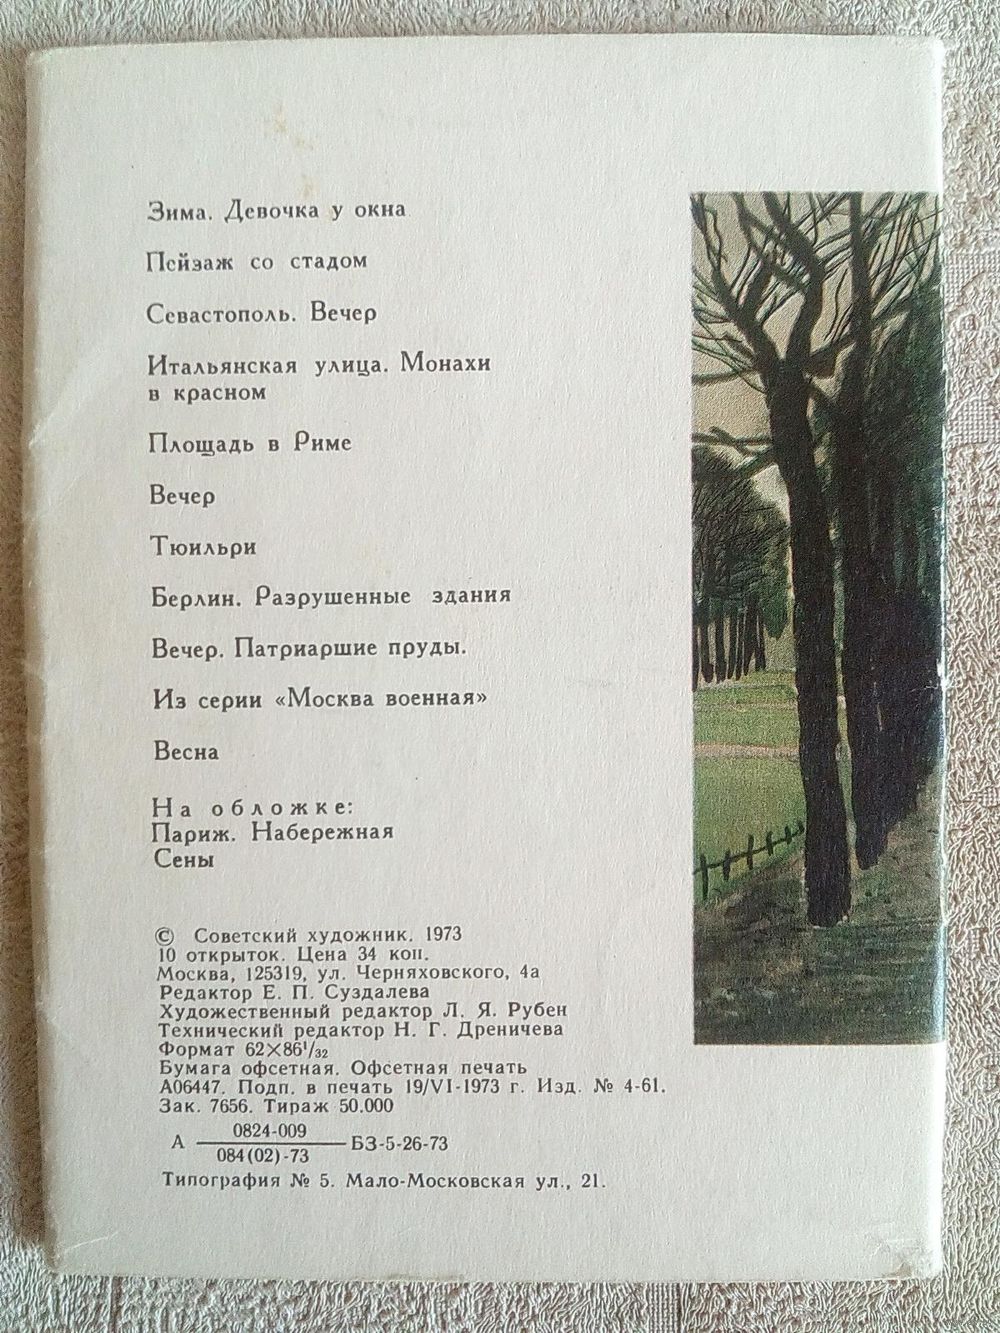 Зима. Девочка у окна
Пейзаж со стадом
Севастополь. Вечер
Итальянская улица. Монахи
в красном
Площадь в Риме
Вечер
Тюильри
Берлин. Разрушенные здания
Вечер. Патриаршие пруды.
Из серии «Москва военная»
Весна
На обложке:
Париж. Набережная
Сены
© Советский художник. 1973
10 открыток. Цена 34 коп.
Москва, 125319, ул. Черняховского, 4а
Редактор Е. П. Суздалева
Художественный редактор Л. Я. Рубен
Технический редактор Н. Г. Дреничева
Формат 62×86¹/₃₂
Бумага офсетная. Офсетная печать
А06447. Подп. в печать 19/VI-1973 г. Изд. № 4-61.
Зак. 7656. Тираж 50.000
0824-009
А ——— БЗ-5-26-73
084(02)-73
Типография № 5. Мало-Московская ул., 21.